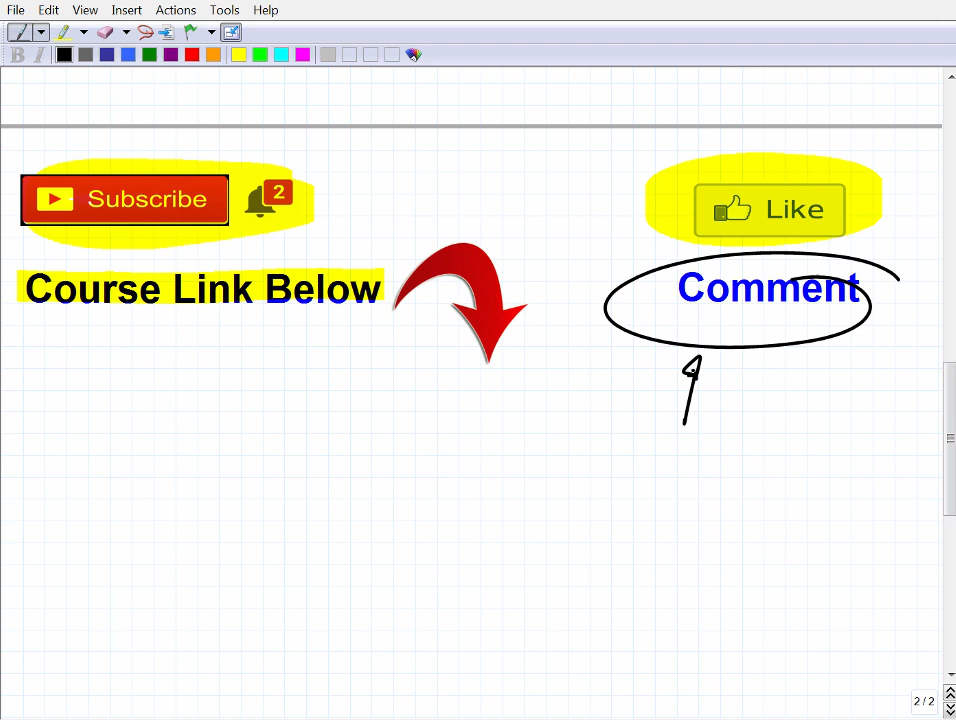 File Edit View Insert Actions Tools Help
B I
Subscribe 2
Like
Course Link Below
Comment
2 / 2